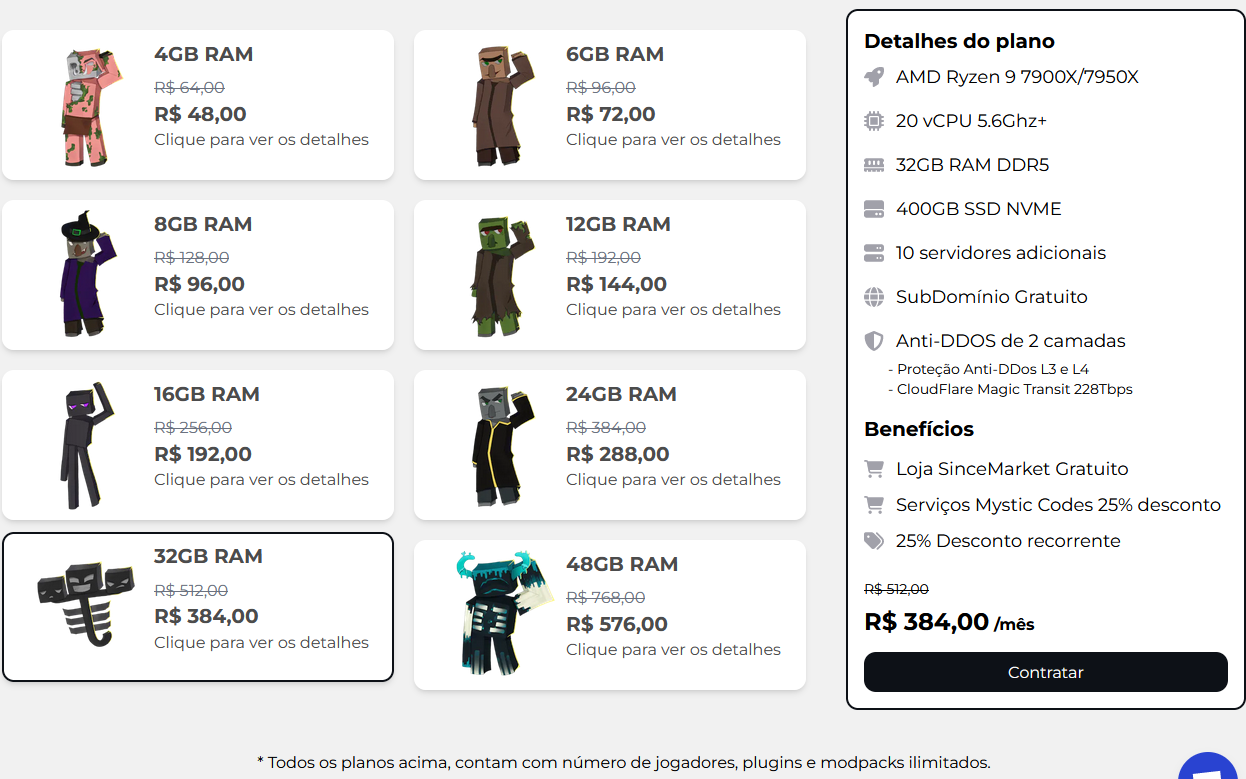 4GB RAM
R$ 64,00
R$ 48,00
Clique para ver os detalhes
6GB RAM
R$ 96,00
R$ 72,00
Clique para ver os detalhes
8GB RAM
R$ 128,00
R$ 96,00
Clique para ver os detalhes
12GB RAM
R$ 192,00
R$ 144,00
Clique para ver os detalhes
16GB RAM
R$ 256,00
R$ 192,00
Clique para ver os detalhes
24GB RAM
R$ 384,00
R$ 288,00
Clique para ver os detalhes
32GB RAM
R$ 512,00
R$ 384,00
Clique para ver os detalhes
48GB RAM
R$ 768,00
R$ 576,00
Clique para ver os detalhes
Detalhes do plano
AMD Ryzen 9 7900X/7950X
20 vCPU 5.6Ghz+
32GB RAM DDR5
400GB SSD NVME
10 servidores adicionais
SubDomínio Gratuito
Anti-DDOS de 2 camadas
- Proteção Anti-DDos L3 e L4
- CloudFlare Magic Transit 228Tbps
Benefícios
Loja SinceMarket Gratuito
Serviços Mystic Codes 25% desconto
25% Desconto recorrente
R$ 512,00
R$ 384,00 /mês
Contratar
* Todos os planos acima, contam com número de jogadores, plugins e modpacks ilimitados.